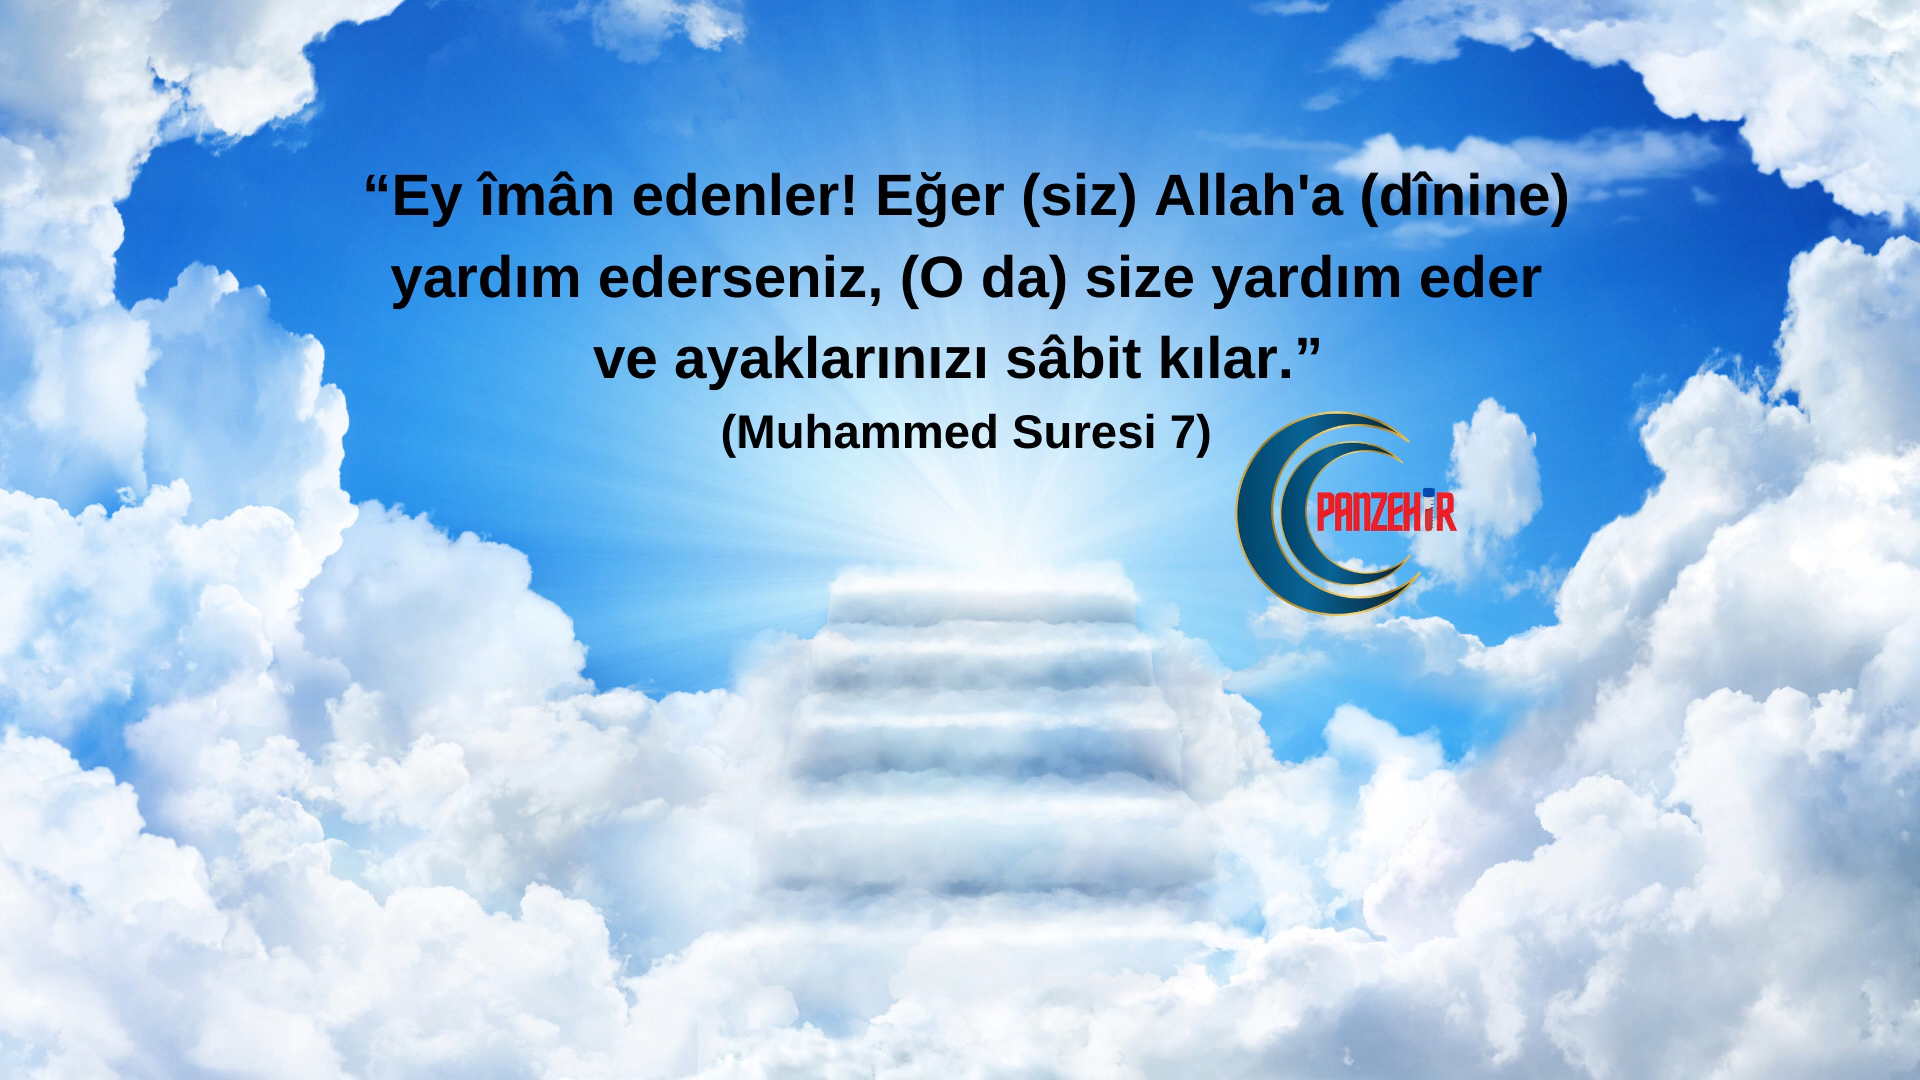 “Ey îmân edenler! Eğer (siz) Allah'a (dînine)
yardım ederseniz, (O da) size yardım eder
ve ayaklarınızı sâbit kılar.”
(Muhammed Suresi 7)
PANZEHİR